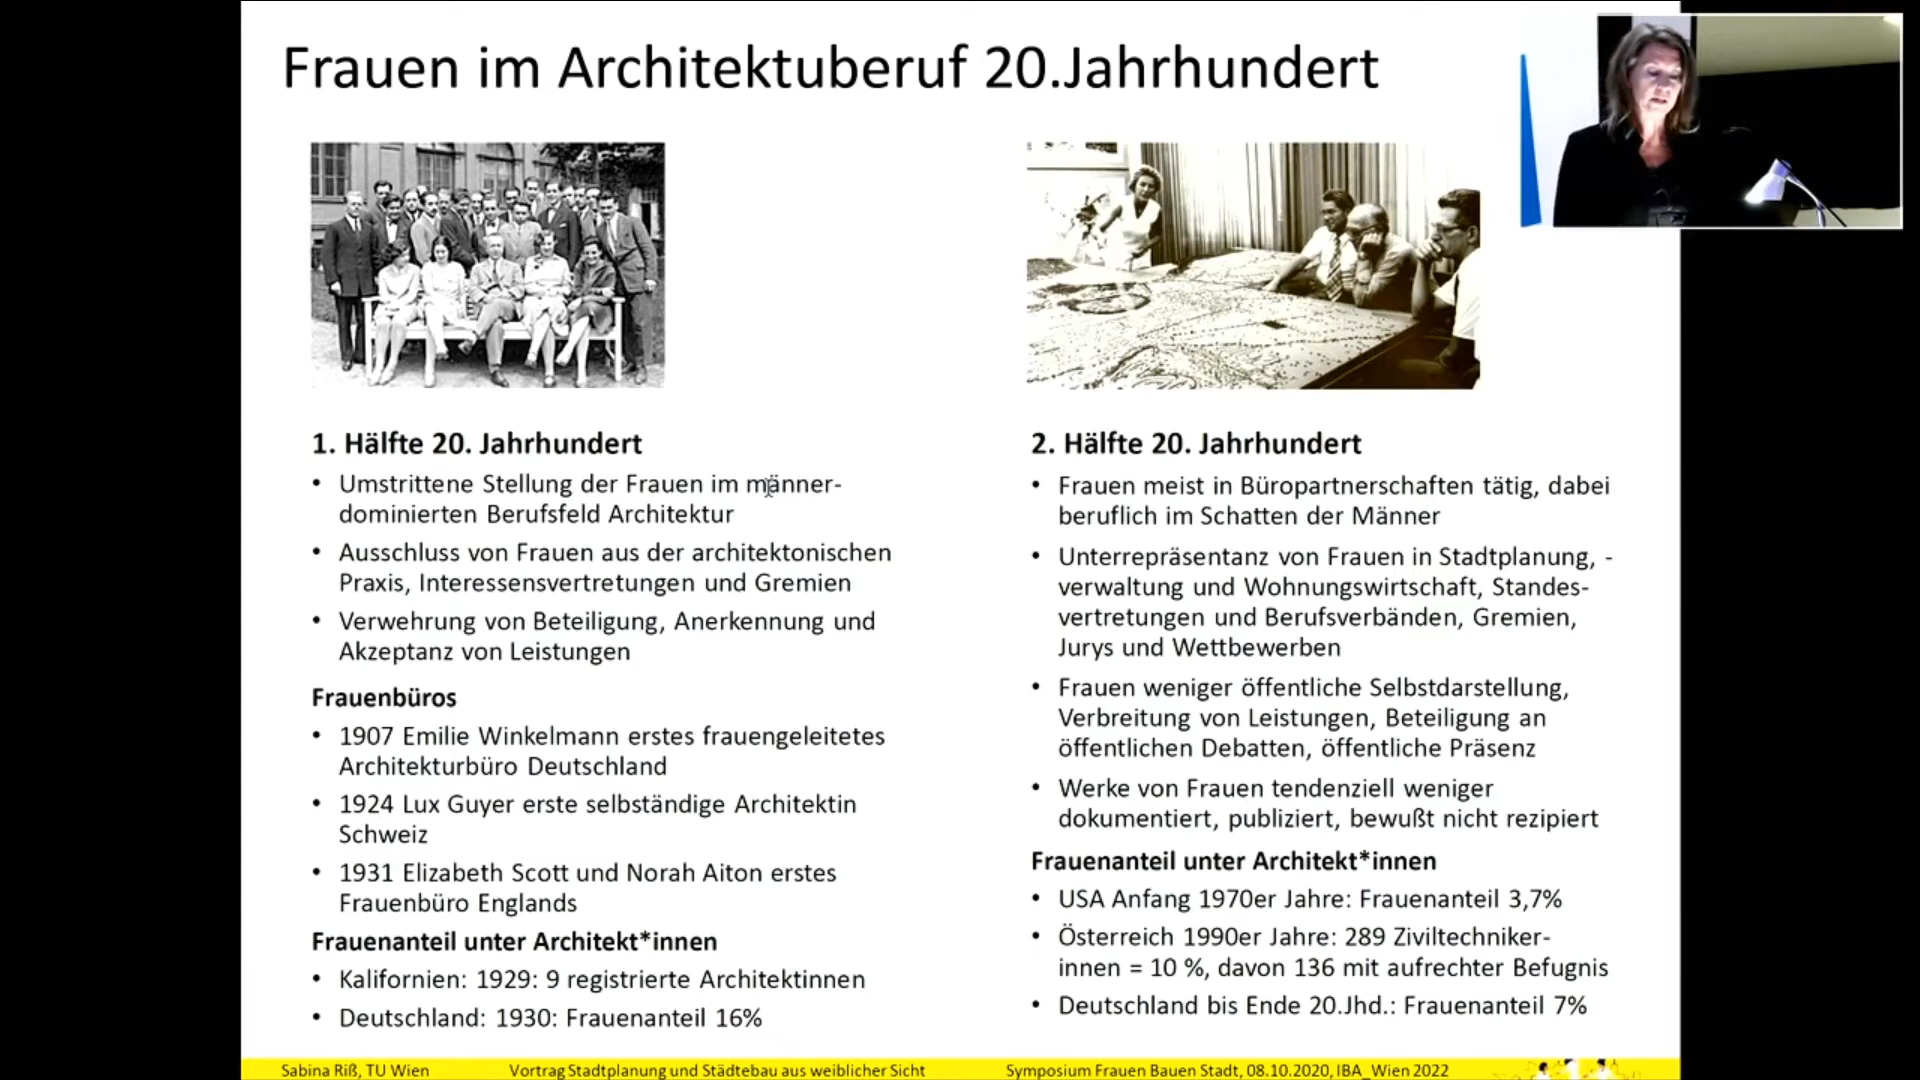 Frauen im Architektuberuf 20.Jahrhundert
1. Hälfte 20. Jahrhundert
• Umstrittene Stellung der Frauen im männer-
dominierten Berufsfeld Architektur
• Ausschluss von Frauen aus der architektonischen
Praxis, Interessensvertretungen und Gremien
• Verwehrung von Beteiligung, Anerkennung und
Akzeptanz von Leistungen
Frauenbüros
• 1907 Emilie Winkelmann erstes frauengeleitetes
Architekturbüro Deutschland
• 1924 Lux Guyer erste selbständige Architektin
Schweiz
• 1931 Elizabeth Scott und Norah Aiton erstes
Frauenbüro Englands
Frauenanteil unter Architekt*innen
• Kalifornien: 1929: 9 registrierte Architektinnen
• Deutschland: 1930: Frauenanteil 16%
2. Hälfte 20. Jahrhundert
• Frauen meist in Büropartnerschaften tätig, dabei
beruflich im Schatten der Männer
• Unterrepräsentanz von Frauen in Stadtplanung, -
verwaltung und Wohnungswirtschaft, Standes-
vertretungen und Berufsverbänden, Gremien,
Jurys und Wettbewerben
• Frauen weniger öffentliche Selbstdarstellung,
Verbreitung von Leistungen, Beteiligung an
öffentlichen Debatten, öffentliche Präsenz
• Werke von Frauen tendenziell weniger
dokumentiert, publiziert, bewußt nicht rezipiert
Frauenanteil unter Architekt*innen
• USA Anfang 1970er Jahre: Frauenanteil 3,7%
• Österreich 1990er Jahre: 289 Ziviltechniker-
innen = 10 %, davon 136 mit aufrechter Befugnis
• Deutschland bis Ende 20.Jhd.: Frauenanteil 7%
Sabina Riß, TU Wien Vortrag Stadtplanung und Städtebau aus weiblicher Sicht Symposium Frauen Bauen Stadt, 08.10.2020, IBA_Wien 2022